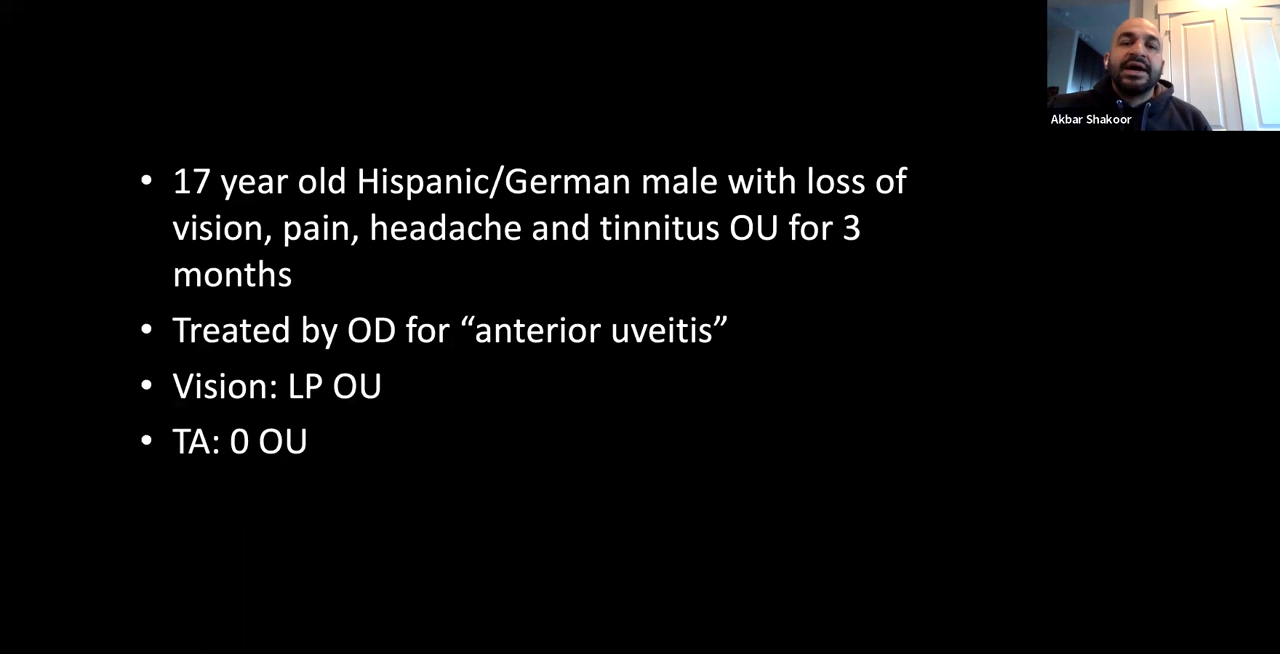 Akbar Shakoor
• 17 year old Hispanic/German male with loss of
vision, pain, headache and tinnitus OU for 3
months
• Treated by OD for “anterior uveitis”
• Vision: LP OU
• TA: 0 OU